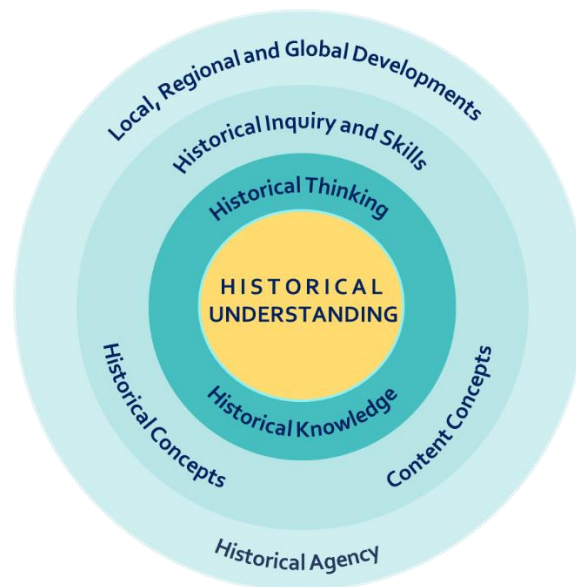 Local, Regional and Global Developments
Historical Inquiry and Skills
Historical Thinking
HISTORICAL
UNDERSTANDING
Historical Knowledge
Historical Concepts
Content Concepts
Historical Agency